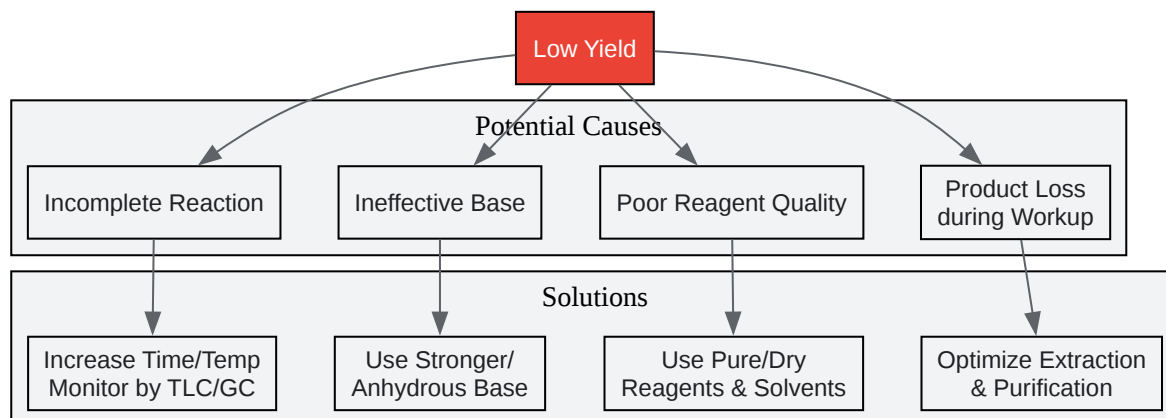 Low Yield
Potential Causes
Incomplete Reaction
Ineffective Base
Poor Reagent Quality
Product Loss
during Workup
Solutions
Increase Time/Temp
Monitor by TLC/GC
Use Stronger/
Anhydrous Base
Use Pure/Dry
Reagents & Solvents
Optimize Extraction
& Purification